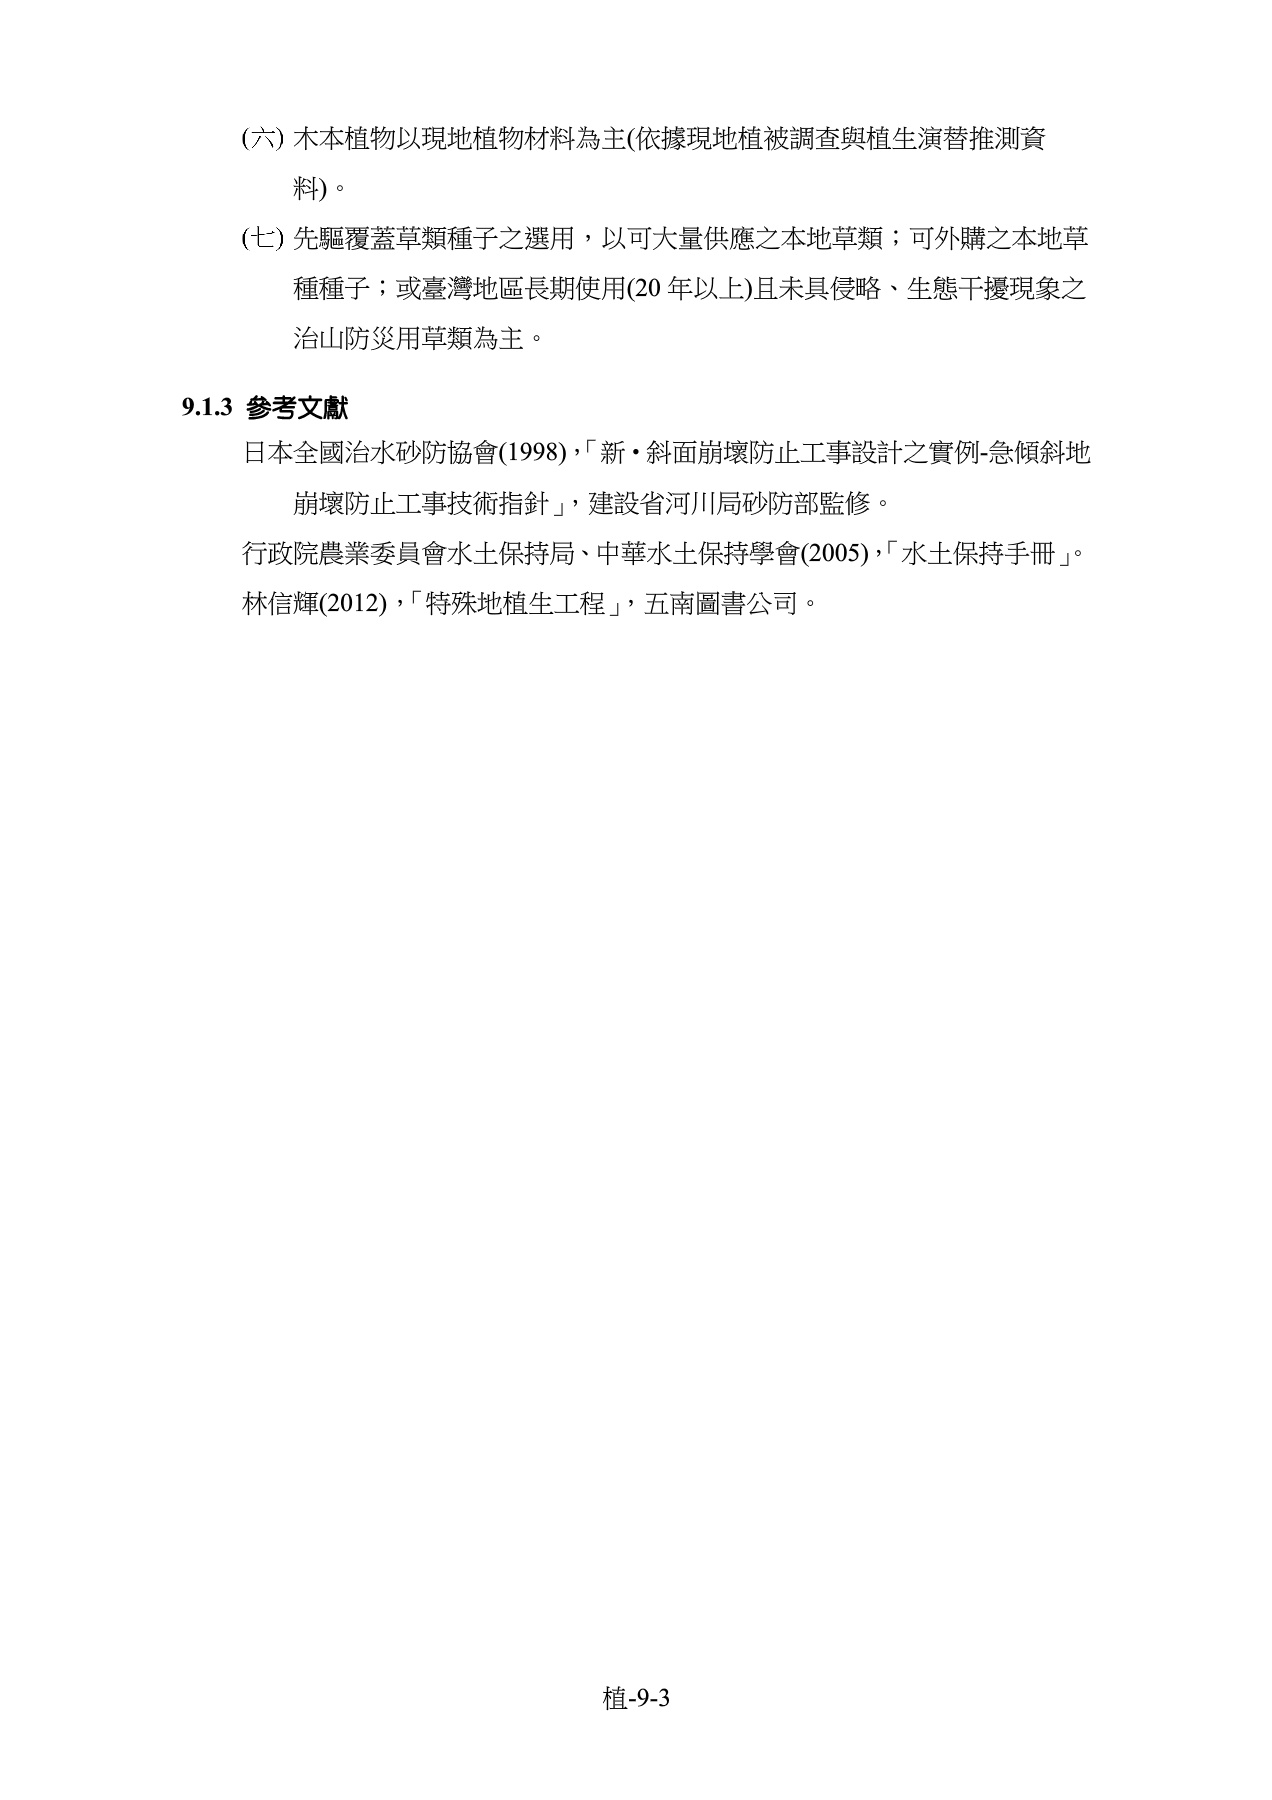 (六) 木本植物以現地植物材料為主(依據現地植被調查與植生演替推測資
料)。
(七) 先驅覆蓋草類種子之選用，以可大量供應之本地草類；可外購之本地草
種種子；或臺灣地區長期使用(20 年以上)且未具侵略、生態干擾現象之
治山防災用草類為主。
9.1.3 參考文獻
日本全國治水砂防協會(1998)，「新•斜面崩壞防止工事設計之實例-急傾斜地
崩壞防止工事技術指針」，建設省河川局砂防部監修。
行政院農業委員會水土保持局、中華水土保持學會(2005)，「水土保持手冊」。
林信輝(2012)，「特殊地植生工程」，五南圖書公司。
植-9-3